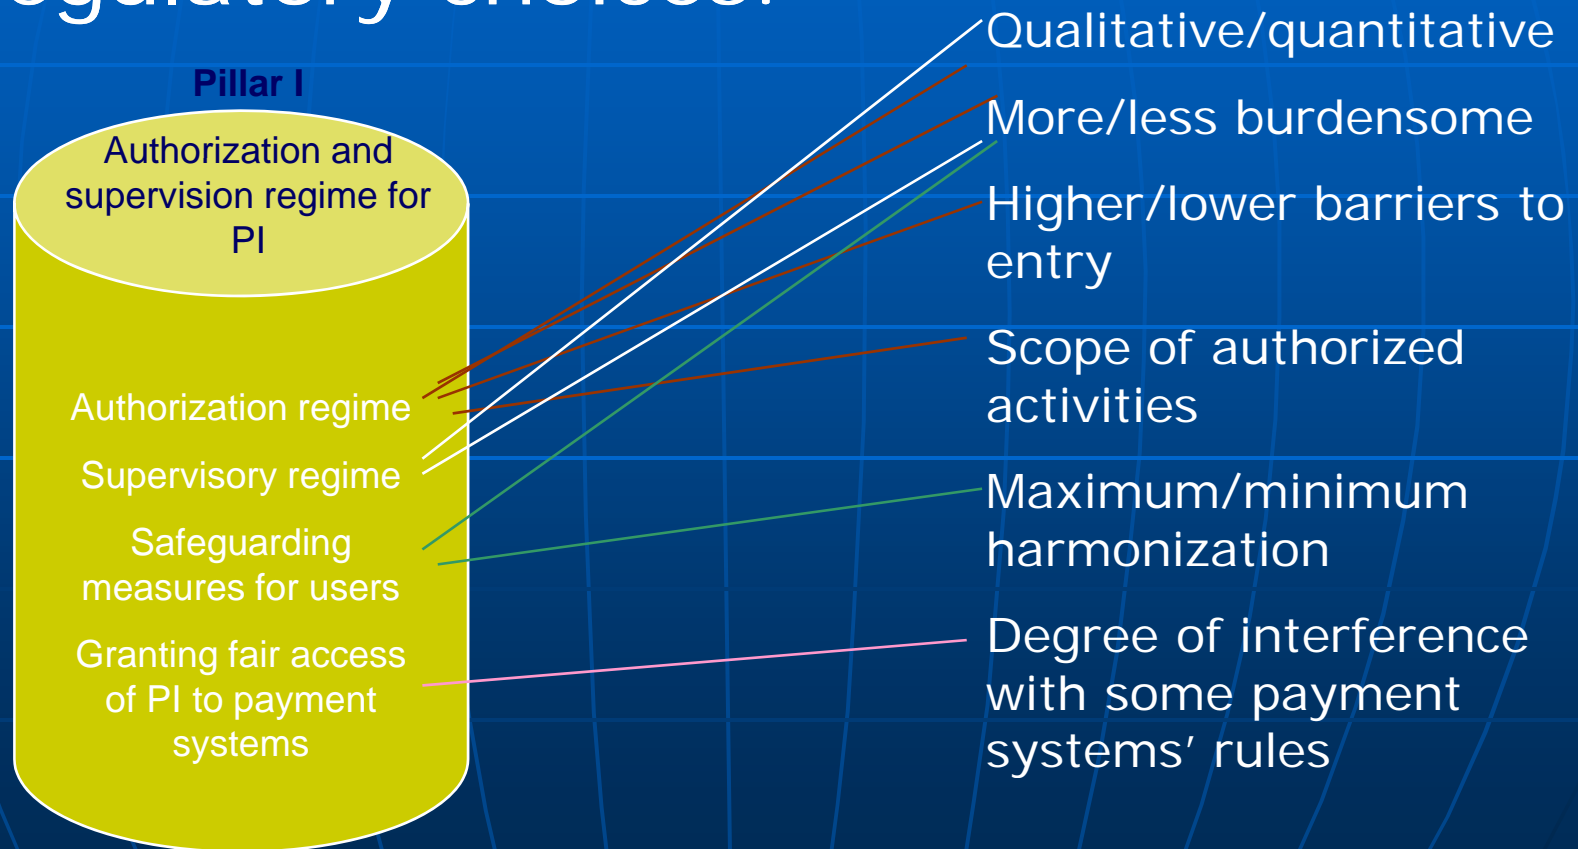 egulatory choices.
Pillar I
Authorization and
supervision regime for
PI
Authorization regime
Supervisory regime
Safeguarding
measures for users
Granting fair access
of PI to payment
systems
Qualitative/quantitative
More/less burdensome
Higher/lower barriers to
entry
Scope of authorized
activities
Maximum/minimum
harmonization
Degree of interference
with some payment
systems’ rules